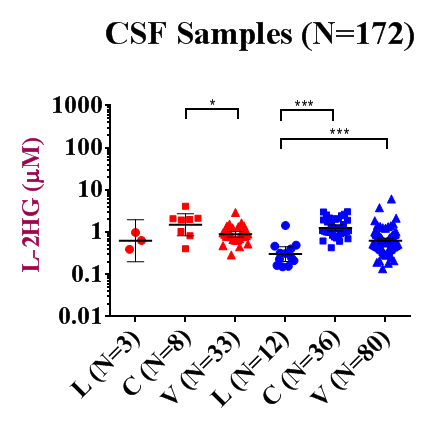 CSF Samples (N=172)
L-2HG (μM)
1000
100
10
1
0.1
0.01
*
***
***
L (N=3)
C (N=8)
V (N=33)
L (N=12)
C (N=36)
V (N=80)